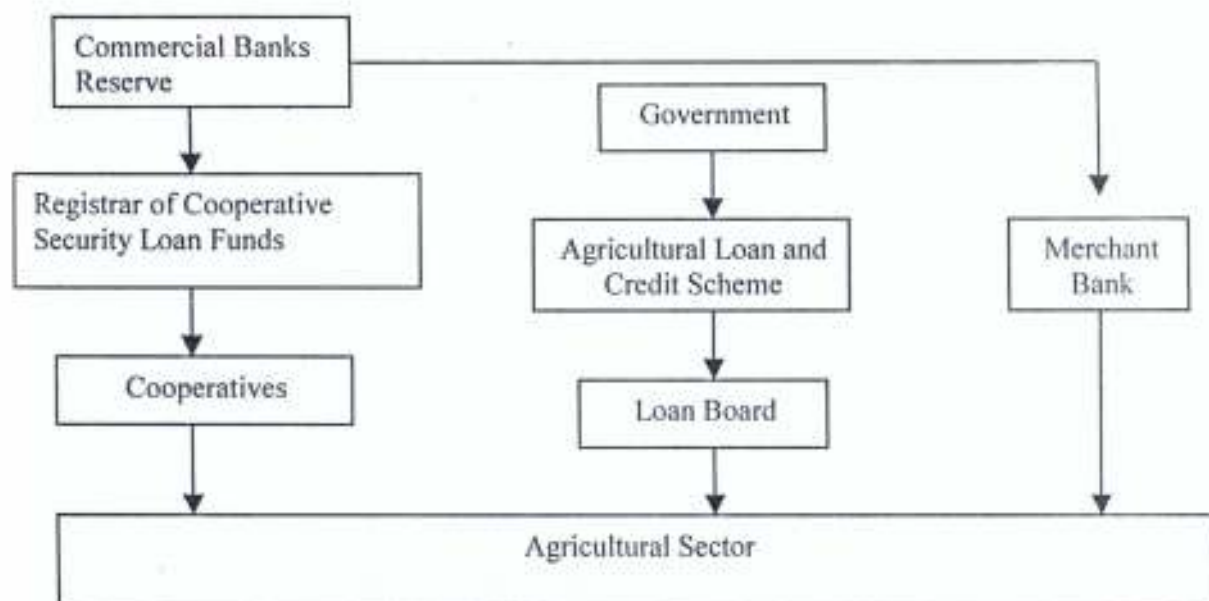 Commercial Banks
Reserve
Government
Registrar of Cooperative
Security Loan Funds
Agricultural Loan and
Credit Scheme
Merchant
Bank
Cooperatives
Loan Board
Agricultural Sector